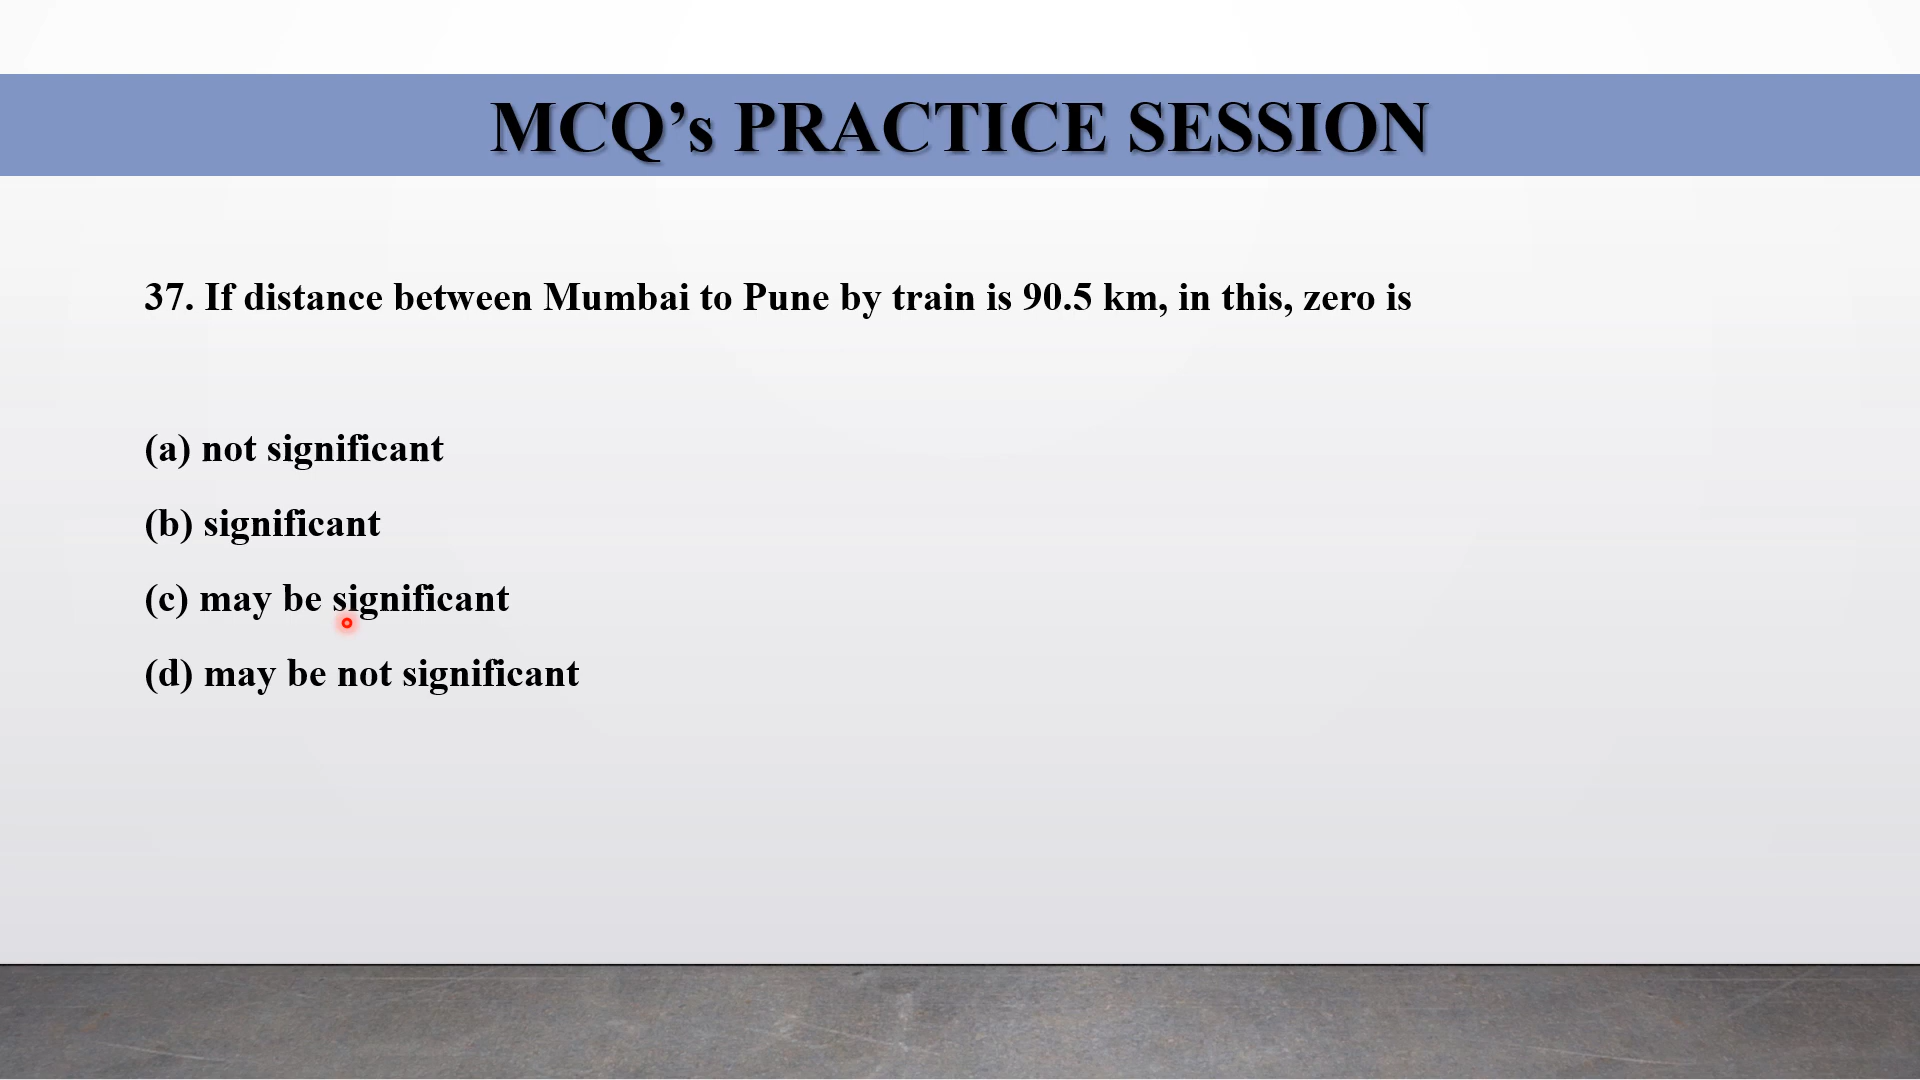 MCQ’s PRACTICE SESSION
37. If distance between Mumbai to Pune by train is 90.5 km, in this, zero is
(a) not significant
(b) significant
(c) may be significant
(d) may be not significant